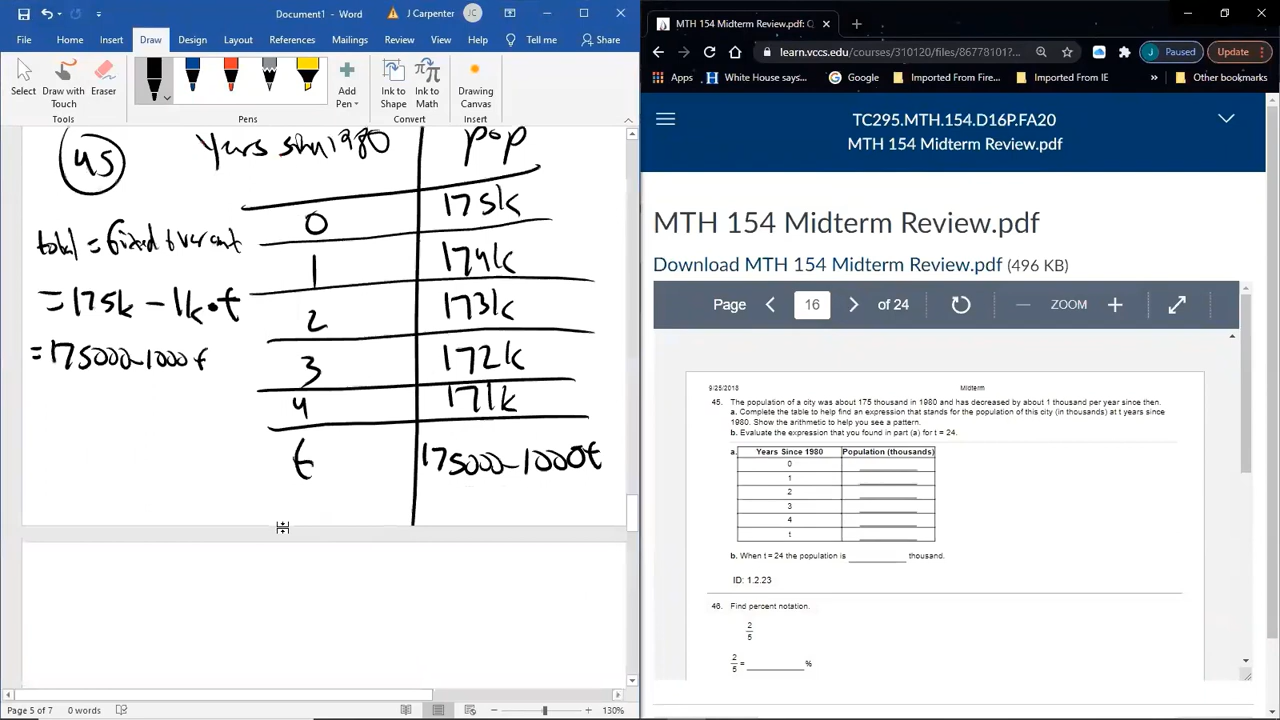 Document1 - Word
J Carpenter
JC
File
Home
Insert
Draw
Design
Layout
References
Mailings
Review
View
Help
Tell me
Share
Select
Draw with
Touch
Eraser
Add
Pen
Ink to
Shape
Ink to
Math
Drawing
Canvas
Tools
Pens
Convert
Insert
45
Years 1980
pop
0
175k
total = fixed +
1
174k
= 175k - 1k•t
2
173k
= 175000-1000t
3
172k
4
171k
t
175000-1000t
Page 5 of 7
0 words
130%
MTH 154 Midterm Review.pdf: Q
learn.vccs.edu/courses/310120/files/86778101?...
J
Paused
Update
Apps
White House says...
Google
Imported From Fire...
Imported From IE
»
Other bookmarks
TC295.MTH.154.D16P.FA20
MTH 154 Midterm Review.pdf
MTH 154 Midterm Review.pdf
Download MTH 154 Midterm Review.pdf (496 KB)
Page
16
of 24
ZOOM
9/25/2018
Midterm
45. The population of a city was about 175 thousand in 1980 and has decreased by about 1 thousand per year since then.
a. Complete the table to help find an expression that stands for the population of this city (in thousands) at t years since
1980. Show the arithmetic to help you see a pattern.
b. Evaluate the expression that you found in part (a) for t = 24.
a. Years Since 1980 Population (thousands)
0
1
2
3
4
t
b. When t = 24 the population is __________ thousand.
ID: 1.2.23
46. Find percent notation.
2
5
2
5 = __________ %